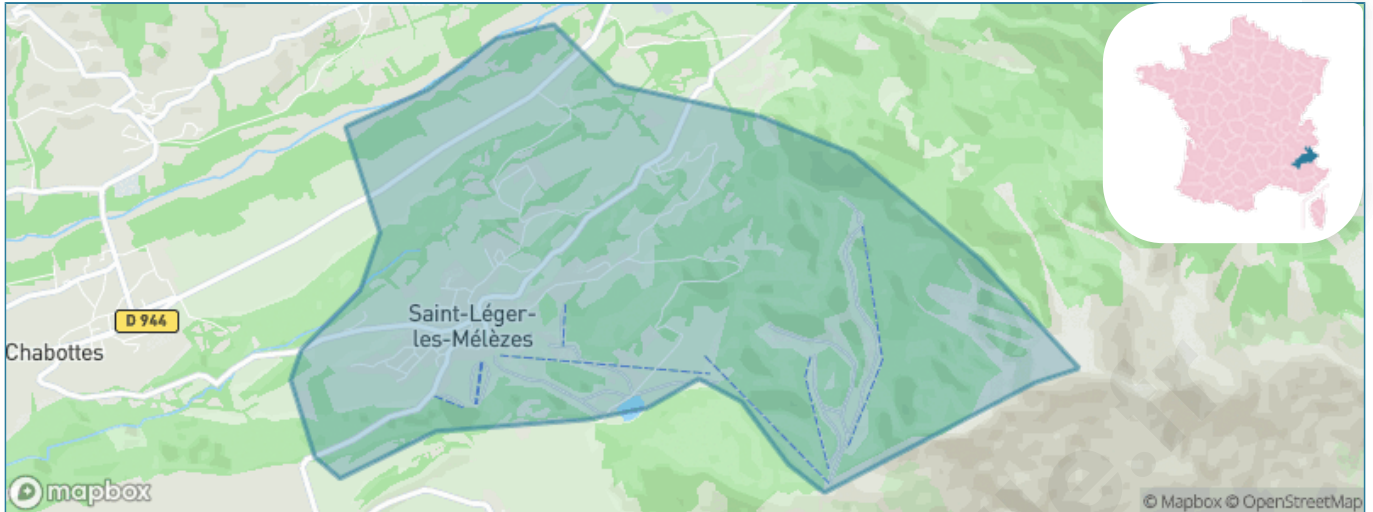 Saint-Léger-
les-Mélèzes
D 944
Chabottes
mapbox
© Mapbox © OpenStreetMap